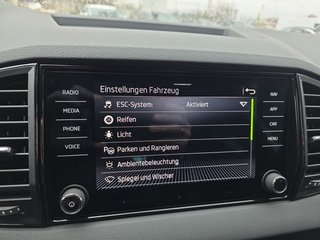 RADIO
MEDIA
PHONE
VOICE
Einstellungen Fahrzeug
ESC-System: Aktiviert
Reifen
Licht
Parken und Rangieren
Ambientebeleuchtung
Spiegel und Wischer
NAV
APP
CAR
MENU